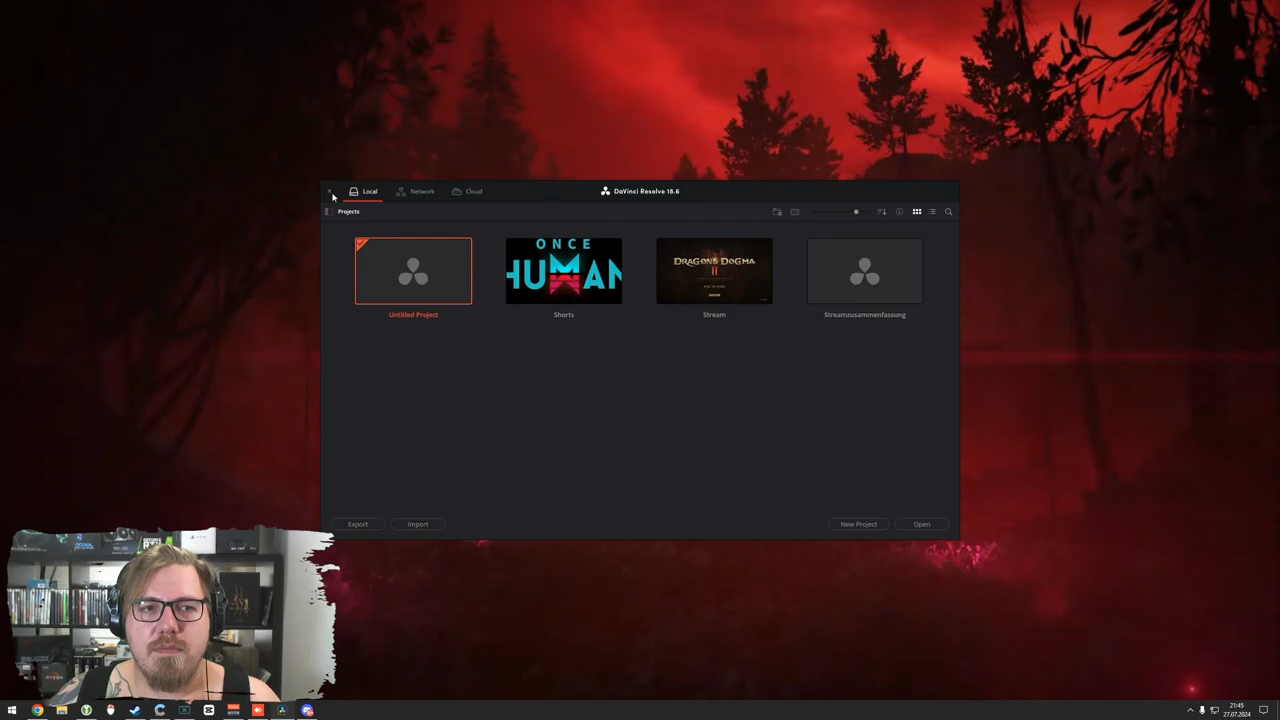 Local
Network
Cloud
DaVinci Resolve 18.6
Projects
ONCE
HUMAN
DRAGON'S DOGMA
II
Untitled Project
Shorts
Stream
Streamzusammenfassung
Export
Import
New Project
Open
RYZEN
21:45
27.07.2024